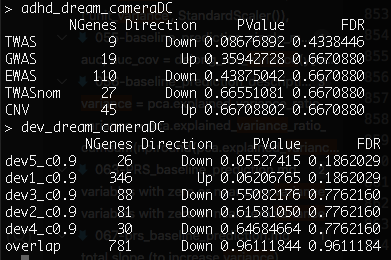 > adhd_dream_cameraDC
NGenes Direction PValue FDR
TWAS 9 Down 0.08676892 0.4338446
GWAS 19 Up 0.35942728 0.6670880
EWAS 110 Down 0.43875042 0.6670880
TWASnom 27 Down 0.66551081 0.6670880
CNV 45 Up 0.66708802 0.6670880
> dev_dream_cameraDC
NGenes Direction PValue FDR
dev5_c0.9 26 Down 0.05527415 0.1862029
dev1_c0.9 346 Up 0.06206765 0.1862029
dev3_c0.9 88 Down 0.55082176 0.7762160
dev2_c0.9 81 Down 0.61581050 0.7762160
dev4_c0.9 30 Down 0.64684664 0.7762160
overlap 781 Down 0.96111844 0.9611184